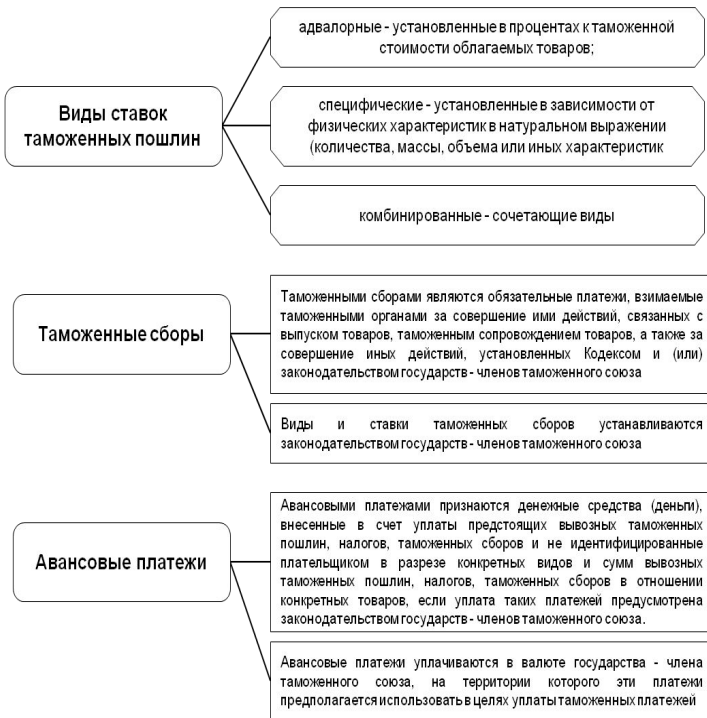 адвалорные - установленные в процентах к таможенной
стоимости облагаемых товаров;
Виды ставок
таможенных пошлин
специфические - установленные в зависимости от
физических характеристик в натуральном выражении
(количества, массы, объема или иных характеристик
комбинированные - сочетающие виды
Таможенные сборы
Таможенными сборами являются обязательные платежи, взимаемые
таможенными органами за совершение ими действий, связанных с
выпуском товаров, таможенным сопровождением товаров, а также за
совершение иных действий, установленных Кодексом и (или)
законодательством государств - членов таможенного союза
Виды и ставки таможенных сборов устанавливаются
законодательством государств - членов таможенного союза
Авансовые платежи
Авансовыми платежами признаются денежные средства (деньги),
внесенные в счет уплаты предстоящих вывозных таможенных
пошлин, налогов, таможенных сборов и не идентифицированные
плательщиком в разрезе конкретных видов и сумм вывозных
таможенных пошлин, налогов, таможенных сборов в отношении
конкретных товаров, если уплата таких платежей предусмотрена
законодательством государств - членов таможенного союза.
Авансовые платежи уплачиваются в валюте государства - члена
таможенного союза, на территории которого эти платежи
предполагается использовать в целях уплаты таможенных платежей